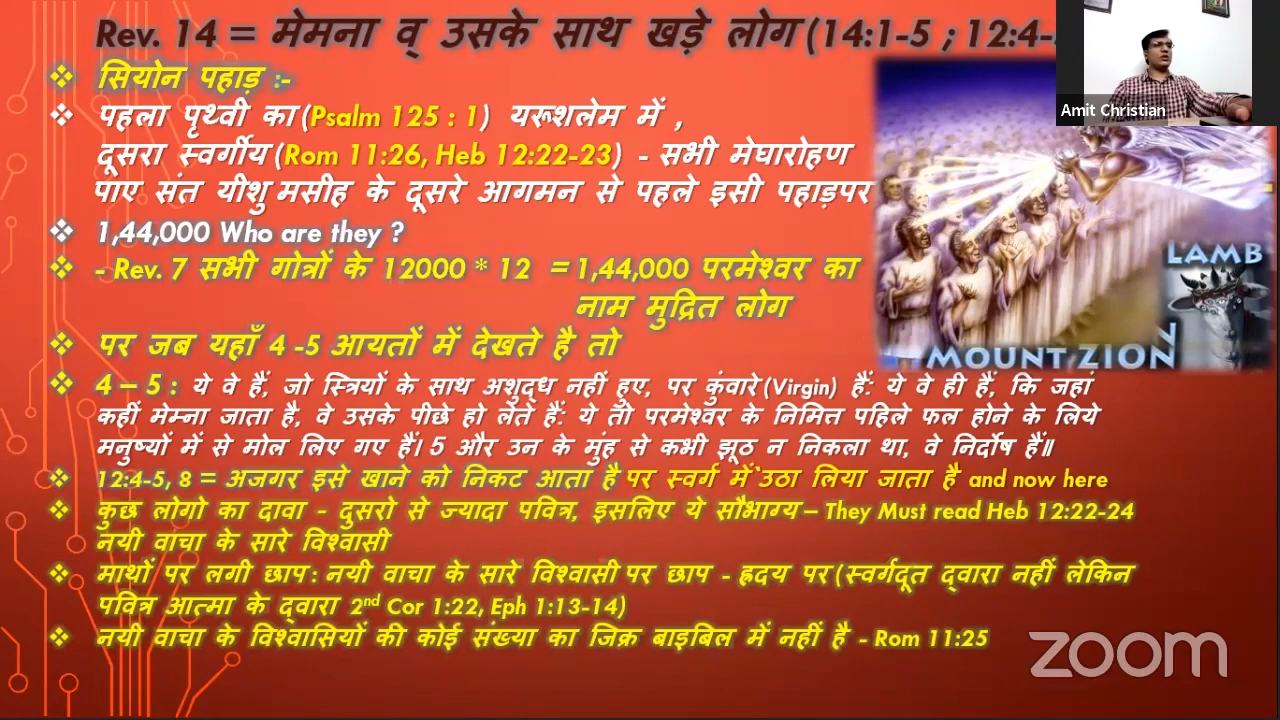 Rev. 14 = मेमना व् उसके साथ खड़े लोग (14:1-5 ; 12:4-
Amit Christian
❖ सियोन पहाड़ :-
❖ पहला पृथ्वी का (Psalm 125 : 1) यरूशलेम में ,
दूसरा स्वर्गीय (Rom 11:26, Heb 12:22-23) - सभी मेघारोहण
पाए संत यीशु मसीह के दूसरे आगमन से पहले इसी पहाड़पर
❖ 1,44,000 Who are they ?
❖ - Rev. 7 सभी गोत्रों के 12000 * 12 = 1,44,000 परमेश्वर का
नाम मुद्रित लोग
LAMB
MOUNT ZION
❖ पर जब यहाँ 4 -5 आयतों में देखते है तो
❖ 4 – 5 : ये वे हैं, जो स्त्रियों के साथ अशुद्ध नहीं हुए, पर कुंवारे (Virgin) हैं: ये वे ही हैं, कि जहां
कहीं मेम्ना जाता है, वे उसके पीछे हो लेते हैं: ये तो परमेश्वर के निमित्त पहिले फल होने के लिये
मनुष्यों में से मोल लिए गए हैं। 5 और उन के मुंह से कभी झूठ न निकला था, वे निर्दोष हैं॥
❖ 12:4-5, 8 = अजगर इसे खाने को निकट आता है पर स्वर्ग में`उठा लिया जाता है and now here
❖ कुछ लोगो का दावा - दुसरो से ज्यादा पवित्र, इसलिए ये सौभाग्य – They Must read Heb 12:22-24
नयी वाचा के सारे विश्वासी
❖ माथों पर लगी छाप : नयी वाचा के सारे विश्वासी पर छाप - ह्रदय पर (स्वर्गदूत द्वारा नहीं लेकिन
पवित्र आत्मा के द्वारा 2nd Cor 1:22, Eph 1:13-14)
❖ नयी वाचा के विश्वासियों की कोई संख्या का जिक्र बाइबिल में नहीं है - Rom 11:25
zoom